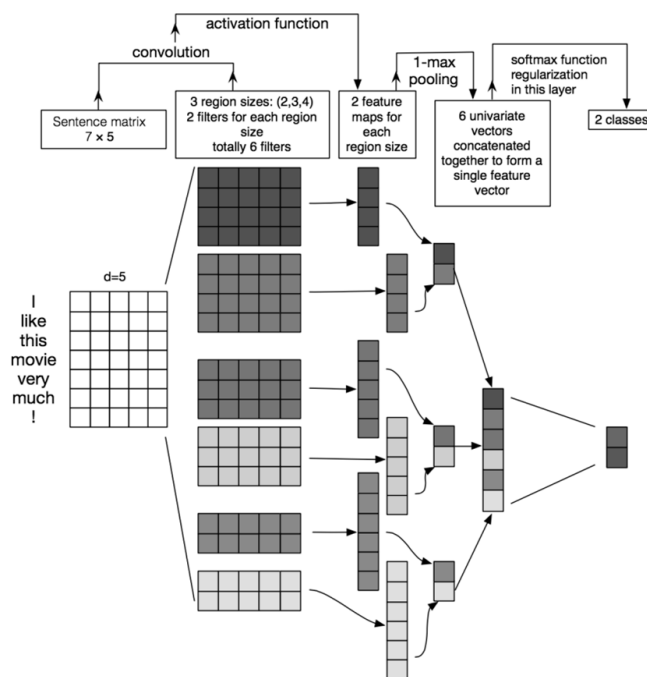 activation function
convolution
1-max
pooling
softmax function
regularization
in this layer
Sentence matrix
7 × 5
3 region sizes: (2,3,4)
2 filters for each region
size
totally 6 filters
2 feature
maps for
each
region size
6 univariate
vectors
concatenated
together to form a
single feature
vector
2 classes
d=5
I
like
this
movie
very
much
!